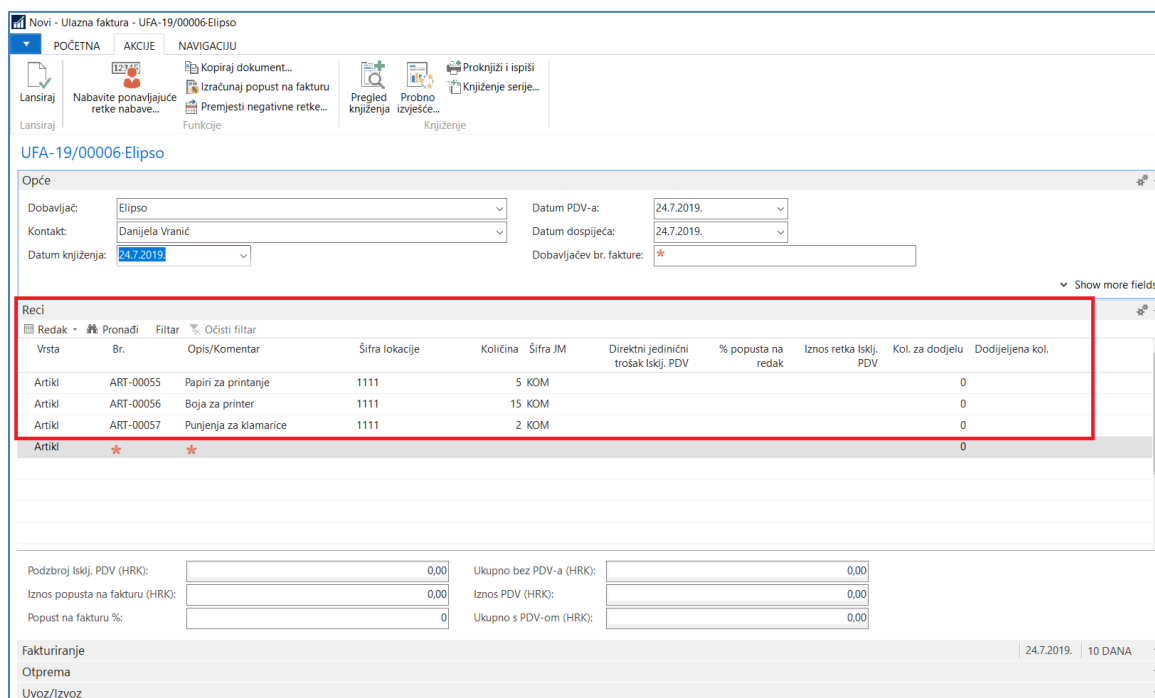 Novi - Ulazna faktura - UFA-19/00006·Elipso
POČETNA AKCIJE NAVIGACIJU
Lansiraj
Nabavite ponavljajuće retke nabave...
Kopiraj dokument...
Izračunaj popust na fakturu
Premjesti negativne retke...
Pregled knjiženja
Probno izvješće...
Proknjiži i ispiši
Knjiženje serije...
Lansiraj Funkcije Knjiženje
UFA-19/00006·Elipso
Opće
Dobavljač: Elipso Datum PDV-a: 24.7.2019.
Kontakt: Danijela Vranić Datum dospijeća: 24.7.2019.
Datum knjiženja: 24.7.2019. Dobavljačev br. fakture: *
Show more fields
Reci
Redak Pronađi Filtar Očisti filtar
Vrsta Br. Opis/Komentar Šifra lokacije Količina Šifra JM Direktni jedinični trošak Isklj. PDV % popusta na redak Iznos retka Isklj. PDV Kol. za dodjelu Dodijeljena kol.
Artikl ART-00055 Papiri za printanje 1111 5 KOM 0
Artikl ART-00056 Boja za printer 1111 15 KOM 0
Artikl ART-00057 Punjenja za klamarice 1111 2 KOM 0
Artikl * * 0
Podzbroj Isklj. PDV (HRK): 0,00 Ukupno bez PDV-a (HRK): 0,00
Iznos popusta na fakturu (HRK): 0,00 Iznos PDV (HRK): 0,00
Popust na fakturu %: 0 Ukupno s PDV-om (HRK): 0,00
Fakturiranje 24.7.2019. 10 DANA
Otprema
Uvoz/Izvoz